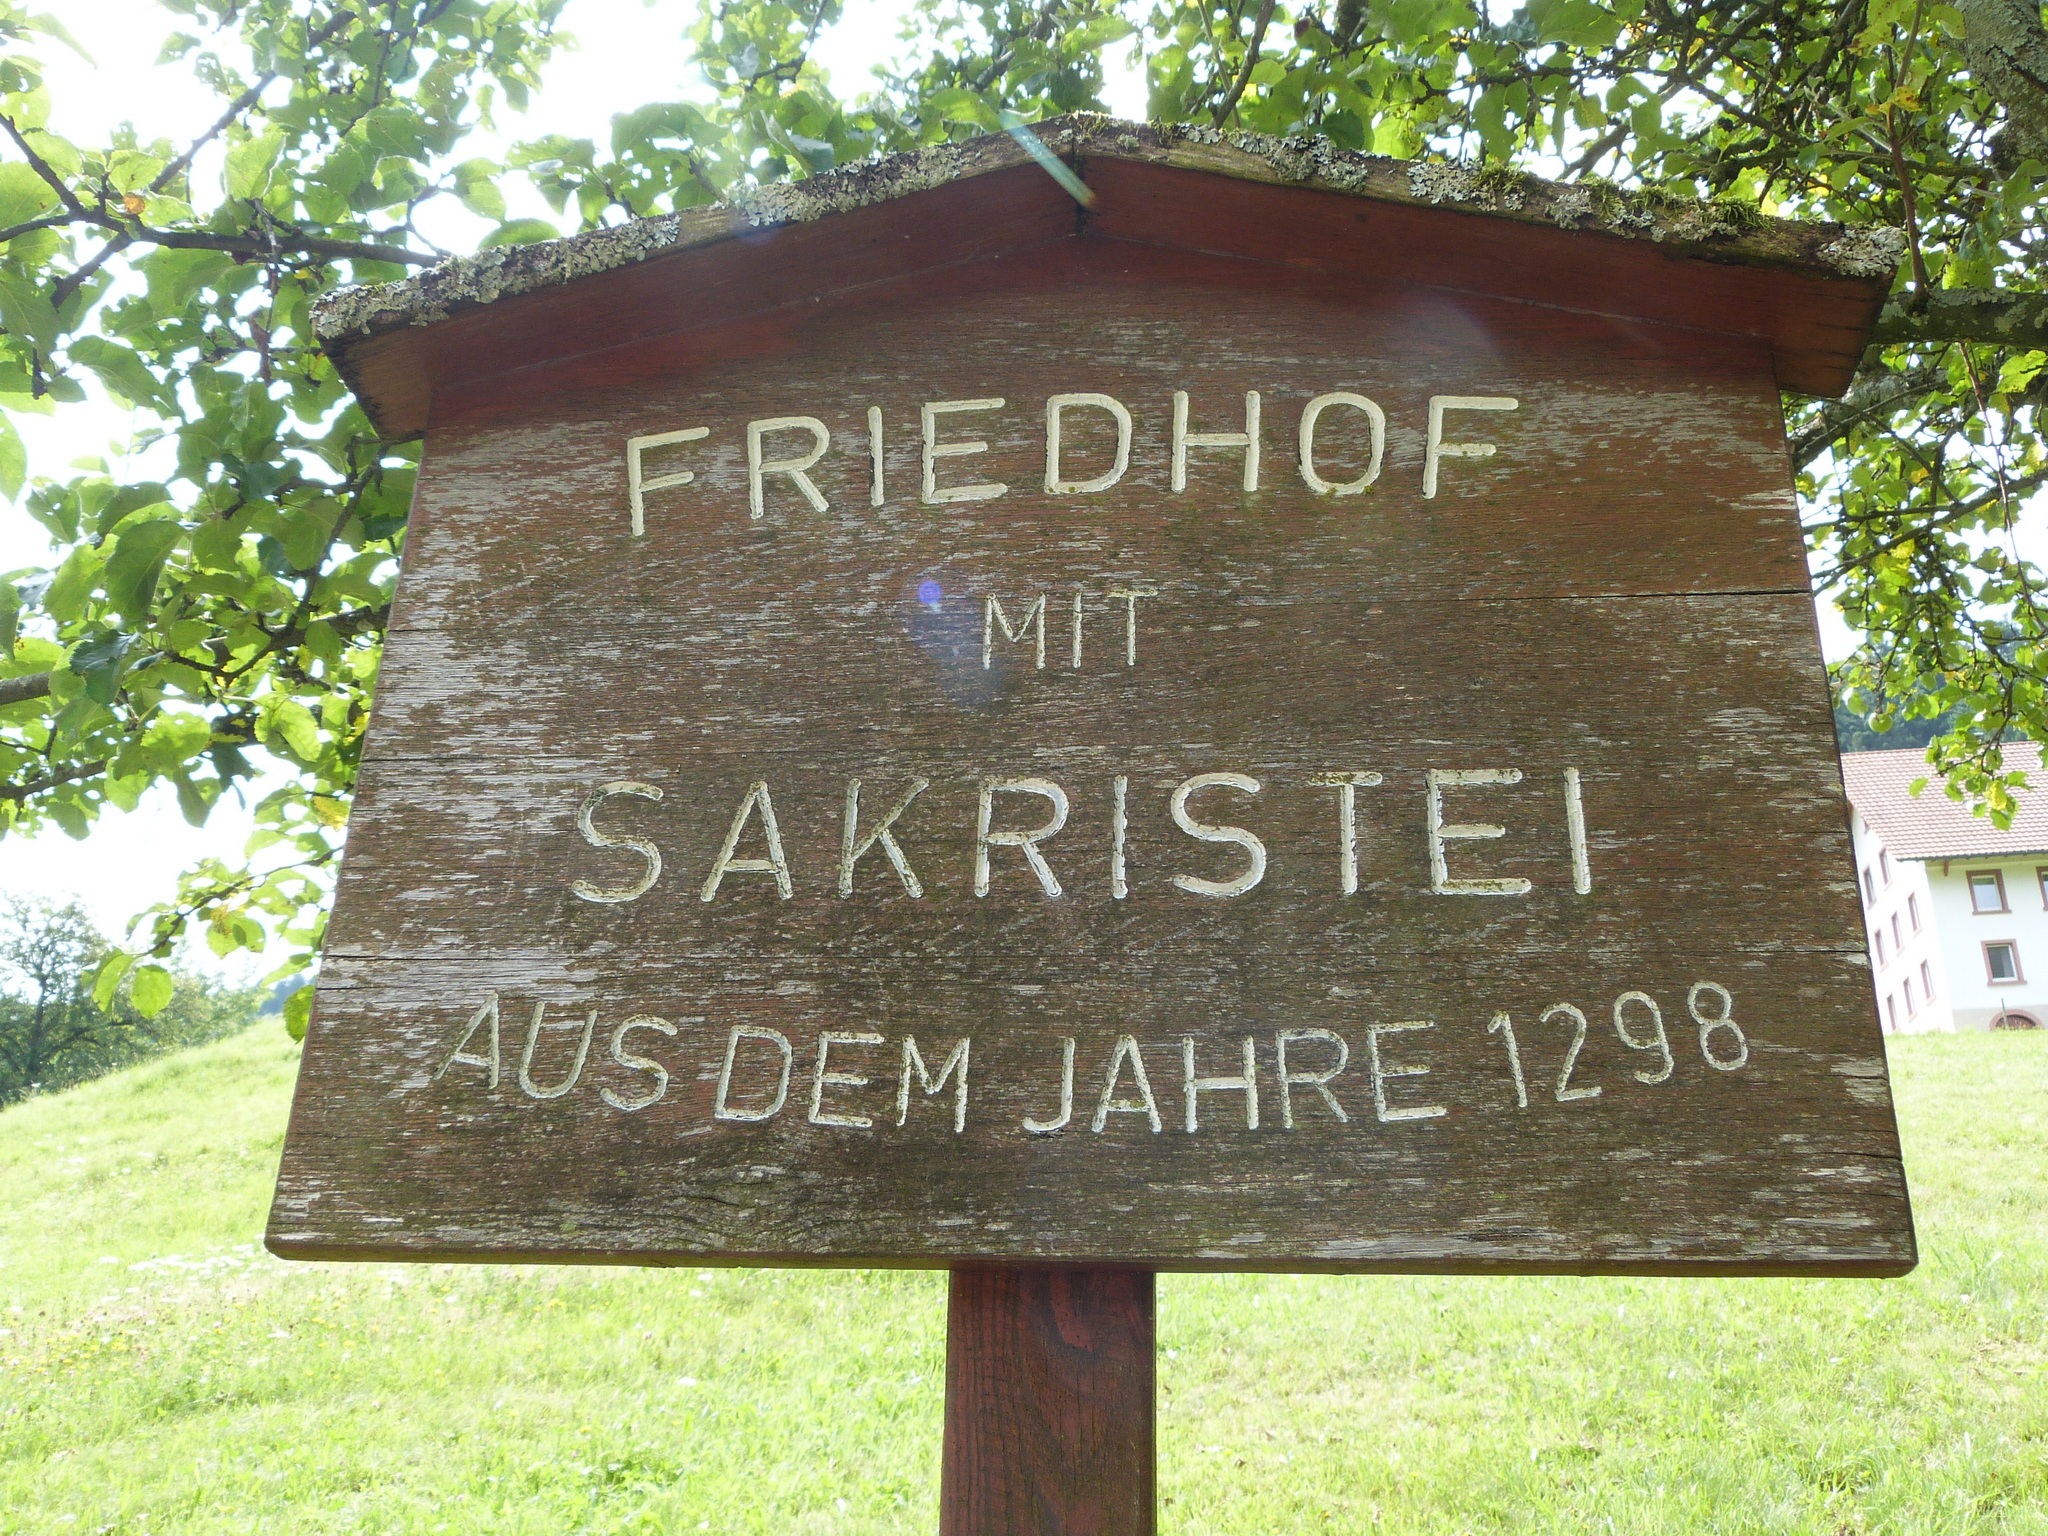 FRIEDHOF
MIT
SAKRISTEI
AUS DEM JAHRE 1298